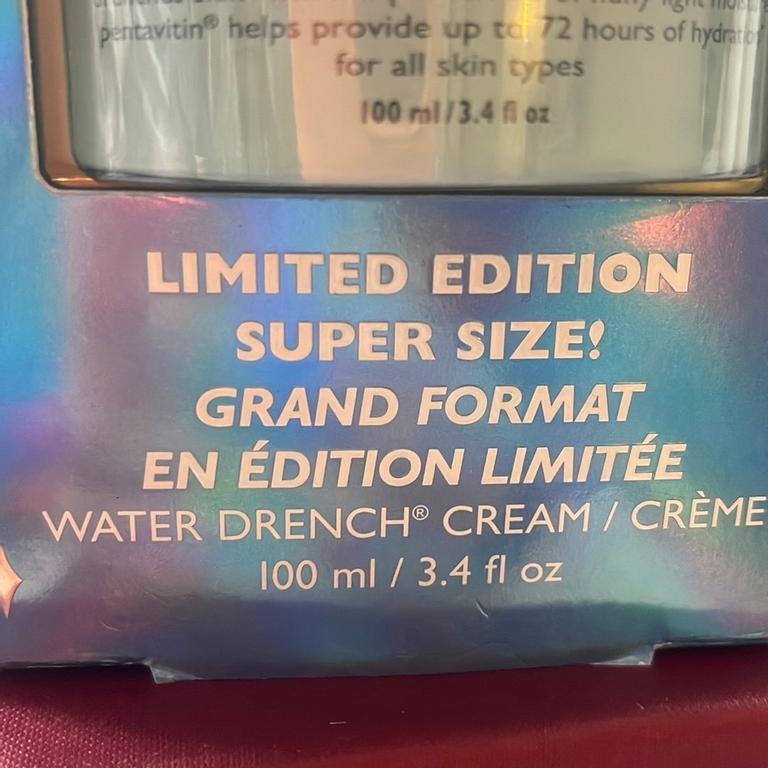 pentavitin® helps provide up to 72 hours of hydration
for all skin types
100 ml/3.4 fl oz
LIMITED EDITION
SUPER SIZE!
GRAND FORMAT
EN ÉDITION LIMITÉE
WATER DRENCH® CREAM / CRÈME
100 ml / 3.4 fl oz